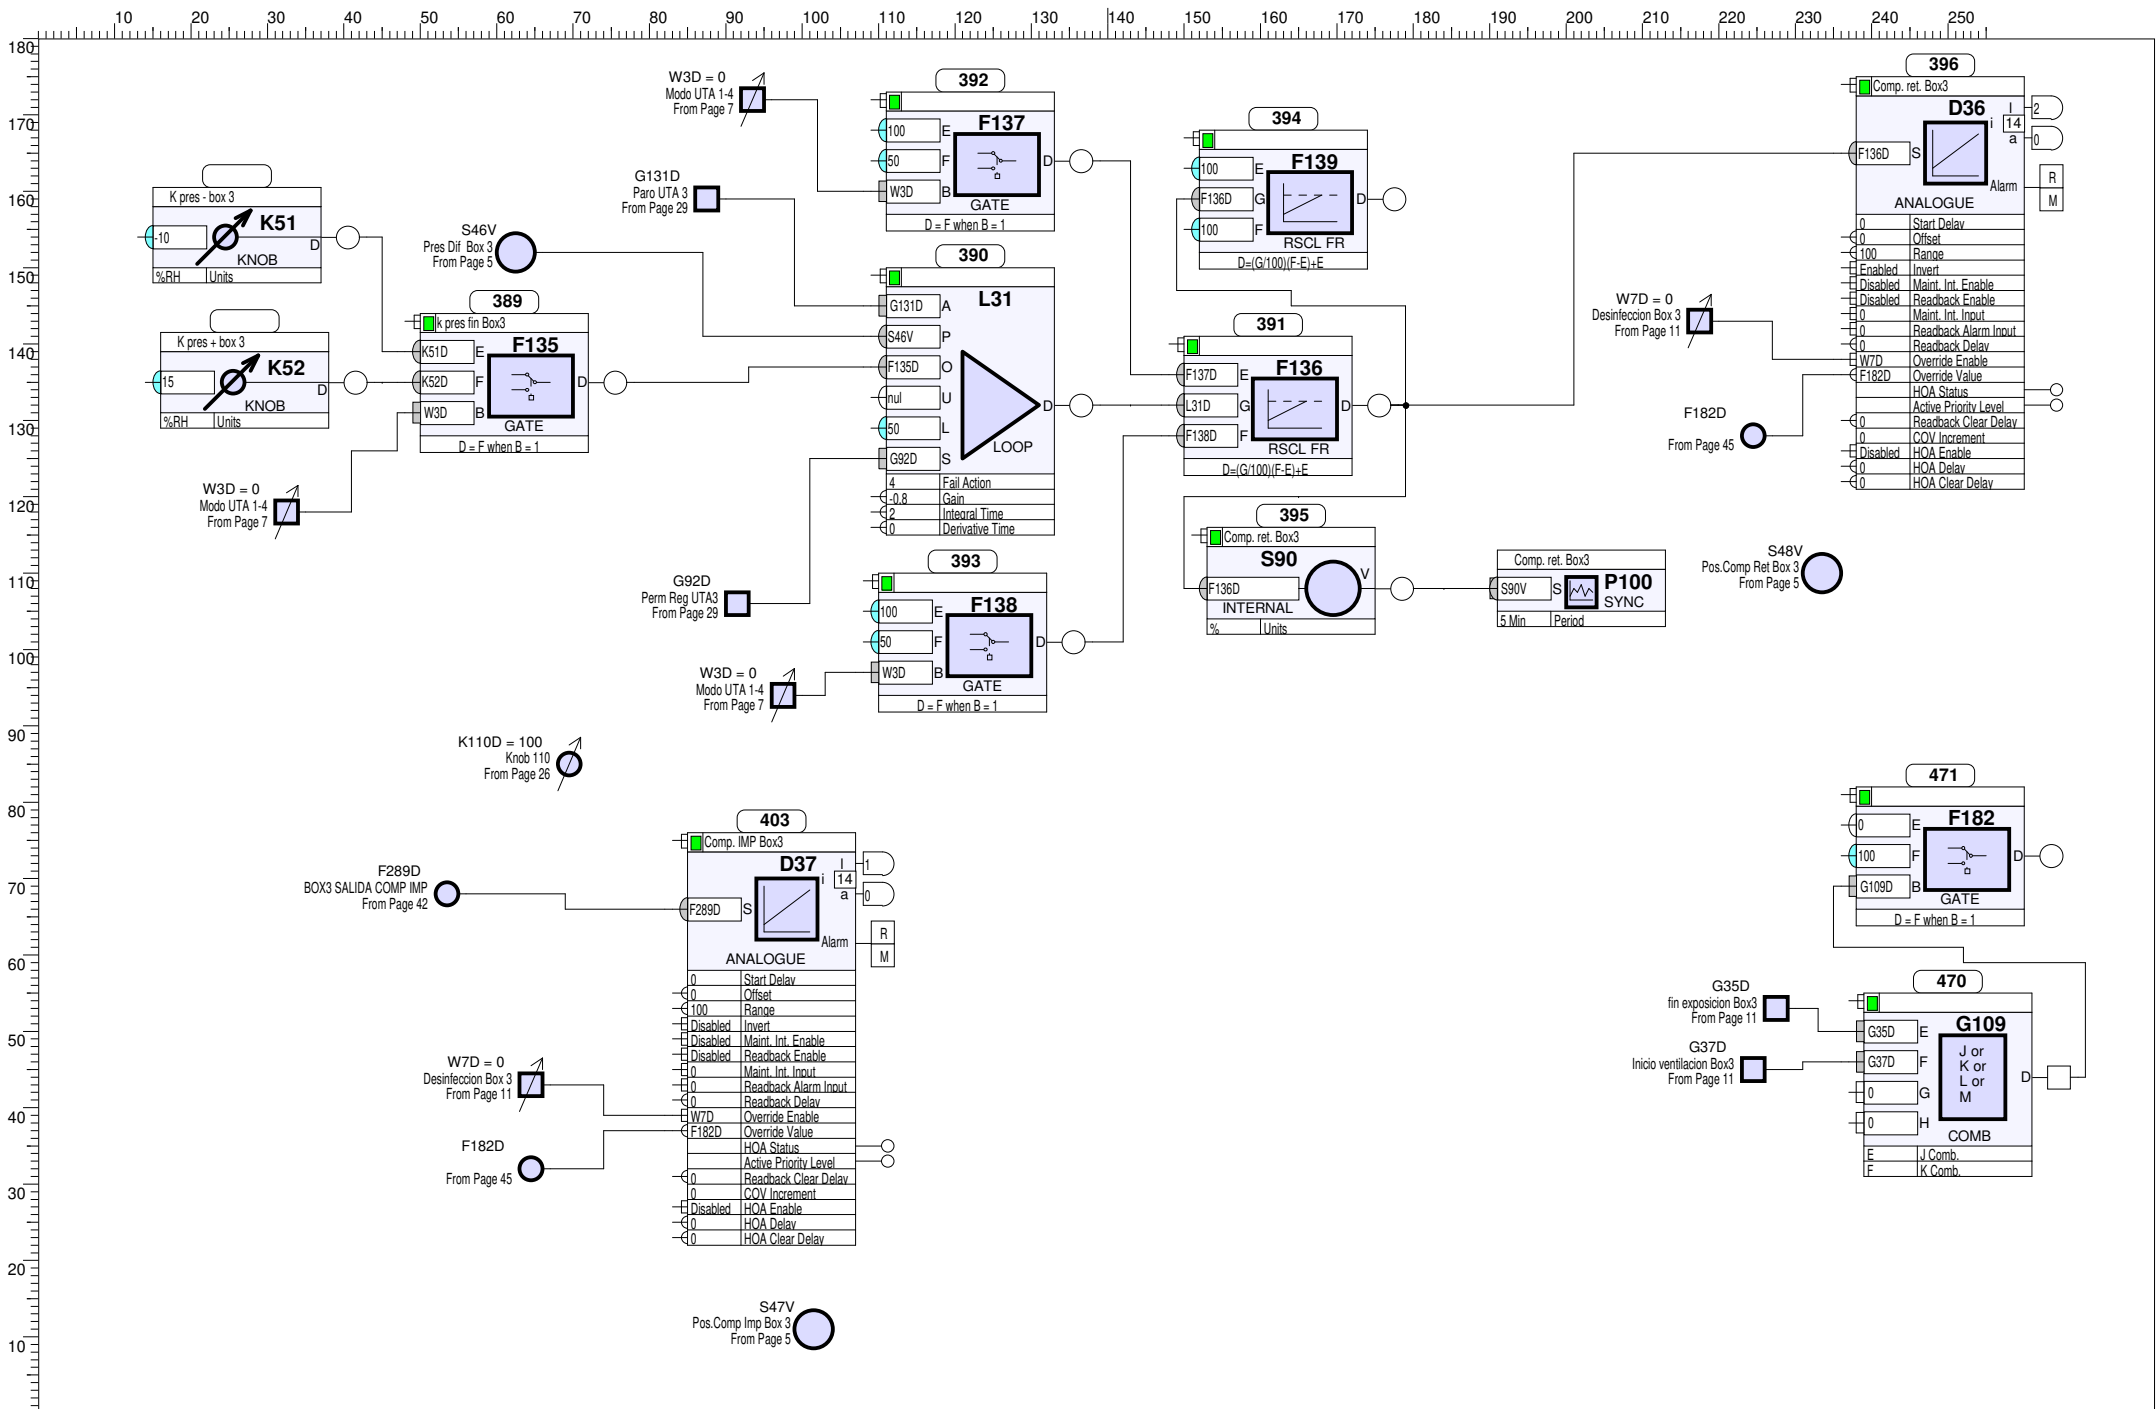 10 20 30 40 50 60 70 80 90 100 110 120 130 140 150 160 170 180 190 200 210 220 230 240 250
180
170
160
150
140
130
120
110
100
90
80
70
60
50
40
30
20
10
K pres - box 3
-10
K51
D
KNOB
%RH Units
K pres + box 3
15
K52
D
KNOB
%RH Units
W3D = 0
Modo UTA 1-4
From Page 7
389
k pres fin Box3
F135
K51D E
K52D F
W3D B
D
GATE
D = F when B = 1
S46V
Pres Dif Box 3
From Page 5
G131D
Paro UTA 3
From Page 29
W3D = 0
Modo UTA 1-4
From Page 7
392
F137
100 E
50 F
W3D B
D
GATE
D = F when B = 1
390
L31
G131D A
S46V P
F135D O
nul U
50 L
G92D S
D
LOOP
4 Fail Action
-0.8 Gain
2 Integral Time
0 Derivative Time
G92D
Perm Reg UTA3
From Page 29
393
F138
100 E
50 F
W3D B
D
GATE
D = F when B = 1
W3D = 0
Modo UTA 1-4
From Page 7
394
F139
100 E
F136D G
100 F
D
RSCL FR
D=(G/100)(F-E)+E
391
F136
F137D E
L31D G
F138D F
D
RSCL FR
D=(G/100)(F-E)+E
395
Comp. ret. Box3
S90
V
F136D
INTERNAL
% Units
Comp. ret. Box3
S90V S
P100
SYNC
5 Min Period
396
Comp. ret. Box3
D36
I 2
i 14
a 0
F136D S
Alarm
R
M
ANALOGUE
0 Start Delay
0 Offset
100 Range
Enabled Invert
Disabled Maint. Int. Enable
Disabled Readback Enable
0 Maint. Int. Input
0 Readback Alarm Input
0 Readback Delay
W7D Override Enable
F182D Override Value
HOA Status
Active Priority Level
0 Readback Clear Delay
0 COV Increment
Disabled HOA Enable
0 HOA Delay
0 HOA Clear Delay
W7D = 0
Desinfeccion Box 3
From Page 11
F182D
From Page 45
S48V
Pos.Comp Ret Box 3
From Page 5
K110D = 100
Knob 110
From Page 26
403
Comp. IMP Box3
D37
I 1
i 14
a 0
F289D S
Alarm
R
M
ANALOGUE
0 Start Delay
0 Offset
100 Range
Disabled Invert
Disabled Maint. Int. Enable
Disabled Readback Enable
0 Maint. Int. Input
0 Readback Alarm Input
0 Readback Delay
W7D Override Enable
F182D Override Value
HOA Status
Active Priority Level
0 Readback Clear Delay
0 COV Increment
Disabled HOA Enable
0 HOA Delay
0 HOA Clear Delay
F289D
BOX3 SALIDA COMP IMP
From Page 42
W7D = 0
Desinfeccion Box 3
From Page 11
F182D
From Page 45
S47V
Pos.Comp Imp Box 3
From Page 5
471
F182
0 E
100 F
G109D B
D
GATE
D = F when B = 1
470
G109
G35D E
G37D F
0 G
0 H
J or
K or
L or
M
D
COMB
E J Comb.
F K Comb.
G35D
fin exposicion Box3
From Page 11
G37D
Inicio ventilacion Box3
From Page 11